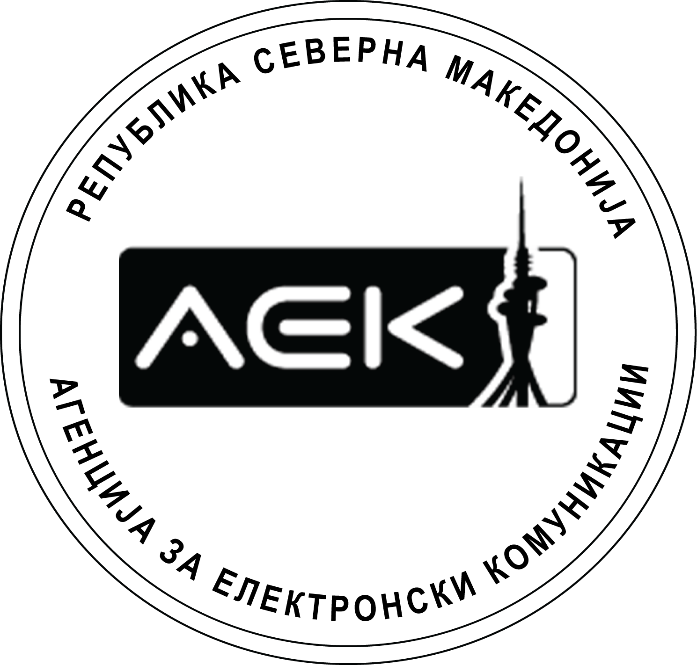 РЕПУБЛИКА СЕВЕРНА МАКЕДОНИЈА
АЕК
АГЕНЦИЈА ЗА ЕЛЕКТРОНСКИ КОМУНИКАЦИИ